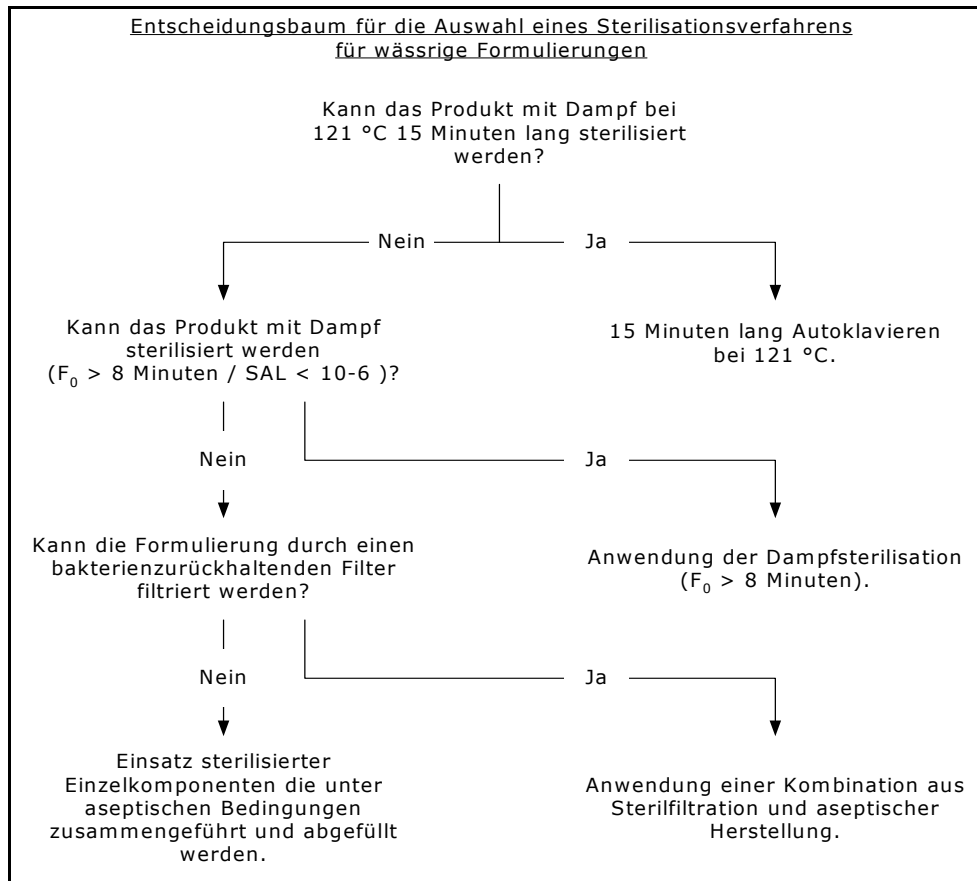 Entscheidungsbaum für die Auswahl eines Sterilisationsverfahrens
für wässrige Formulierungen
Kann das Produkt mit Dampf bei
121 °C 15 Minuten lang sterilisiert
werden?
Nein
Ja
Kann das Produkt mit Dampf
sterilisiert werden
(F₀ > 8 Minuten / SAL < 10-6 )?
15 Minuten lang Autoklavieren
bei 121 °C.
Nein
Ja
Kann die Formulierung durch einen
bakterienzurückhaltenden Filter
filtriert werden?
Anwendung der Dampfsterilisation
(F₀ > 8 Minuten).
Nein
Ja
Einsatz sterilisierter
Einzelkomponenten die unter
aseptischen Bedingungen
zusammengeführt und abgefüllt
werden.
Anwendung einer Kombination aus
Sterilfiltration und aseptischer
Herstellung.